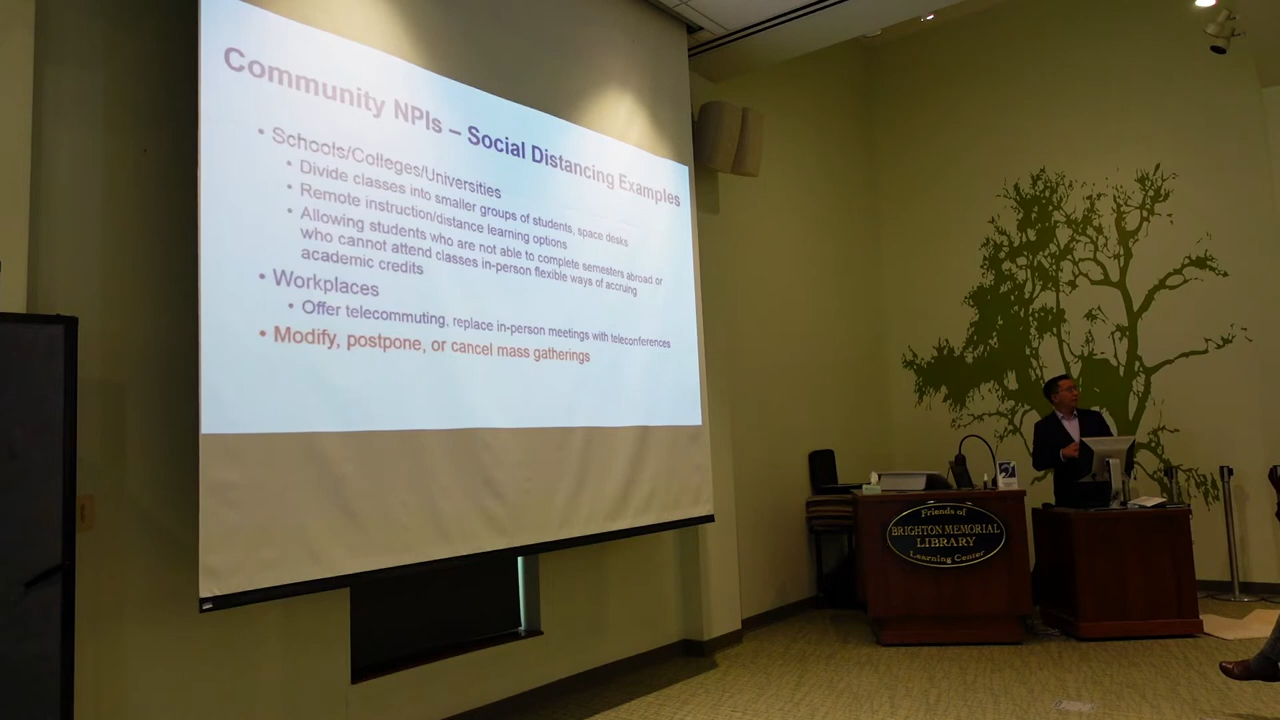 Community NPIs – Social Distancing Examples
• Schools/Colleges/Universities
• Divide classes into smaller groups of students, space desks
• Remote instruction/distance learning options
• Allowing students who are not able to complete semesters abroad or
who cannot attend classes in-person flexible ways of accruing
academic credits
• Workplaces
• Offer telecommuting, replace in-person meetings with teleconferences
• Modify, postpone, or cancel mass gatherings
Friends of
BRIGHTON MEMORIAL
LIBRARY
Learning Center